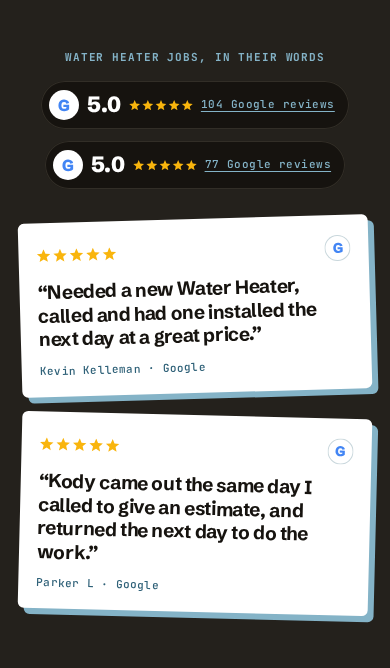 WATER HEATER JOBS, IN THEIR WORDS
G 5.0 ★★★★★ 104 Google reviews
G 5.0 ★★★★★ 77 Google reviews
★★★★★ G
“Needed a new Water Heater,
called and had one installed the
next day at a great price.”
Kevin Kelleman · Google
★★★★★ G
“Kody came out the same day I
called to give an estimate, and
returned the next day to do the
work.”
Parker L · Google